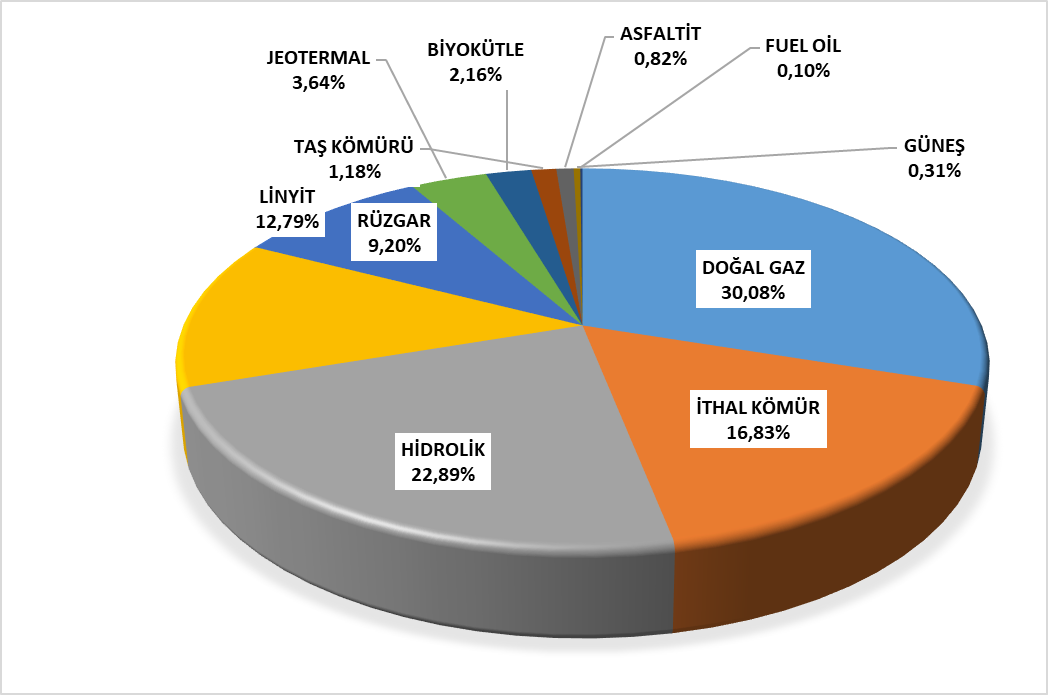 ASFALTİT
0,82%
FUEL OİL
0,10%
BİYOKÜTLE
2,16%
JEOTERMAL
3,64%
TAŞ KÖMÜRÜ
1,18%
GÜNEŞ
0,31%
LİNYİT
12,79%
RÜZGAR
9,20%
DOĞAL GAZ
30,08%
İTHAL KÖMÜR
16,83%
HİDROLİK
22,89%